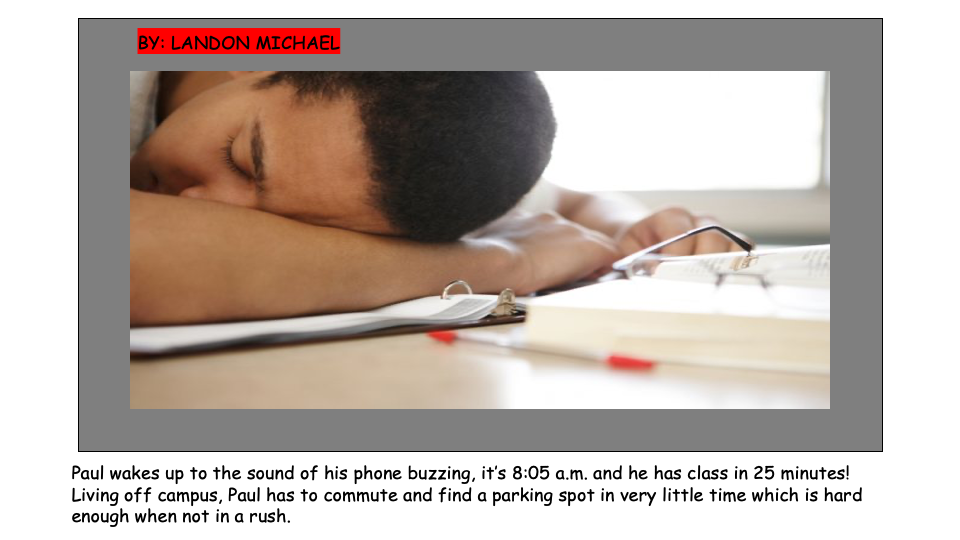 BY: LANDON MICHAEL
Paul wakes up to the sound of his phone buzzing, it’s 8:05 a.m. and he has class in 25 minutes!
Living off campus, Paul has to commute and find a parking spot in very little time which is hard
enough when not in a rush.